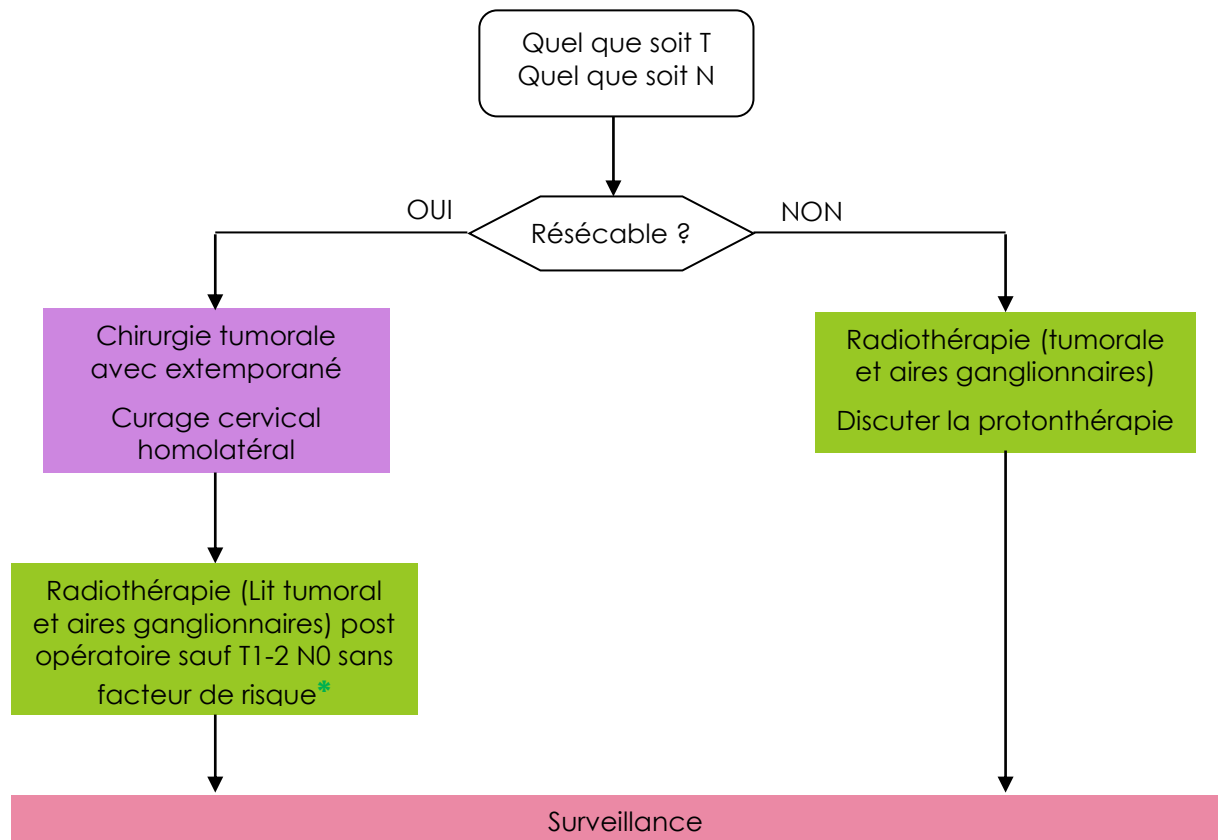 Quel que soit T
Quel que soit N
OUI
Résécable ?
NON
Chirurgie tumorale
avec extemporané
Curage cervical
homolatéral
Radiothérapie (tumorale
et aires ganglionnaires)
Discuter la protonthérapie
Radiothérapie (Lit tumoral
et aires ganglionnaires) post
opératoire sauf T1-2 N0 sans
facteur de risque*
Surveillance